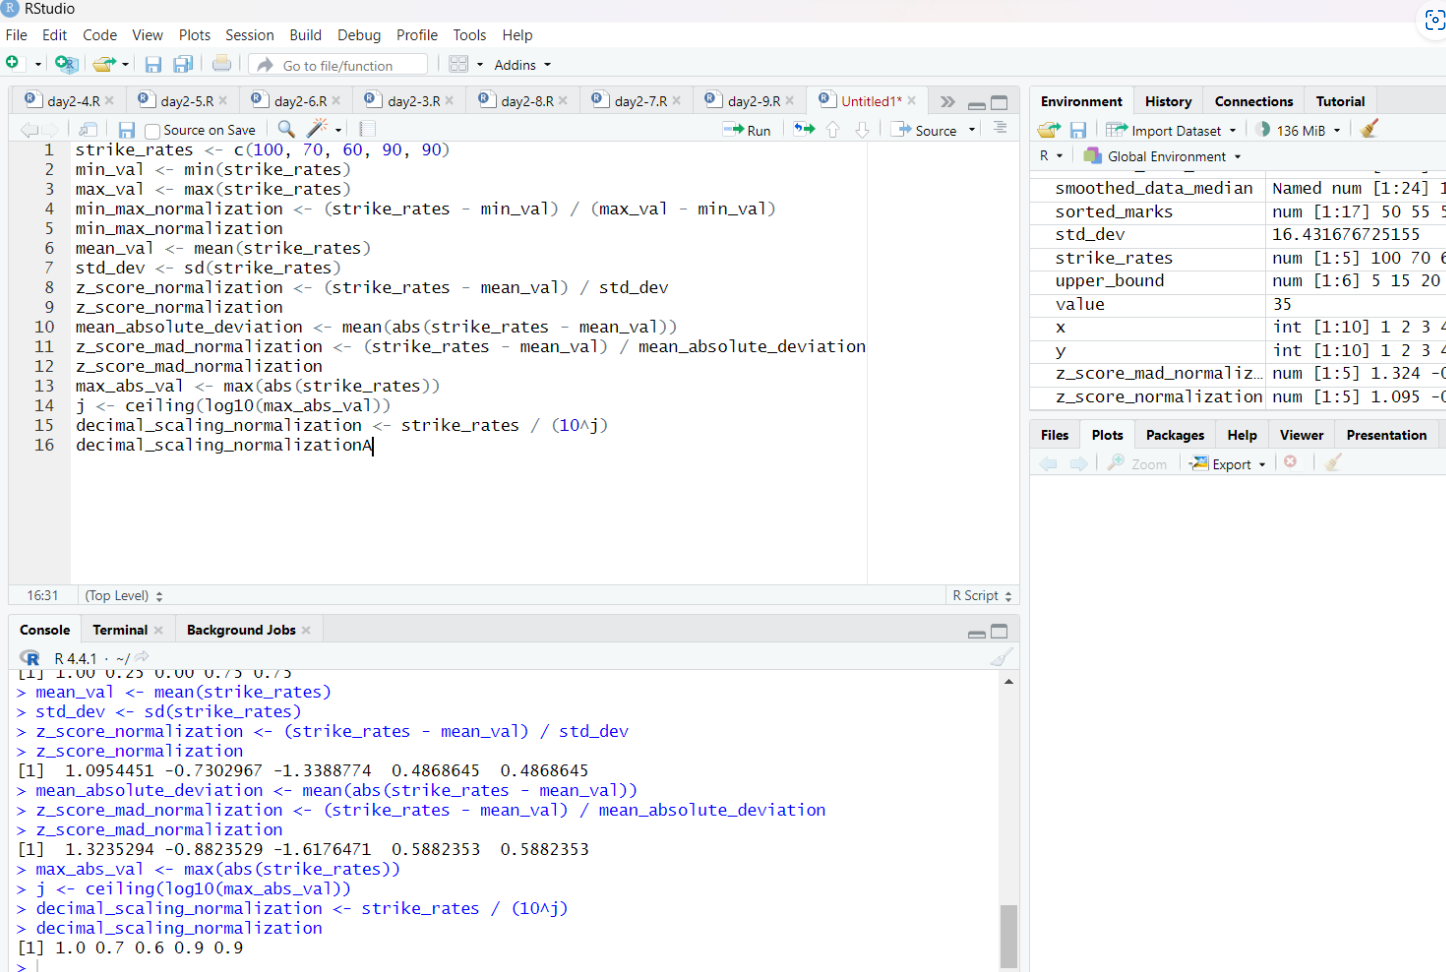 RStudio
File Edit Code View Plots Session Build Debug Profile Tools Help
Go to file/function Addins
day2-4.R day2-5.R day2-6.R day2-3.R day2-8.R day2-7.R day2-9.R Untitled1*
Source on Save Run Source
1 strike_rates <- c(100, 70, 60, 90, 90)
2 min_val <- min(strike_rates)
3 max_val <- max(strike_rates)
4 min_max_normalization <- (strike_rates - min_val) / (max_val - min_val)
5 min_max_normalization
6 mean_val <- mean(strike_rates)
7 std_dev <- sd(strike_rates)
8 z_score_normalization <- (strike_rates - mean_val) / std_dev
9 z_score_normalization
10 mean_absolute_deviation <- mean(abs(strike_rates - mean_val))
11 z_score_mad_normalization <- (strike_rates - mean_val) / mean_absolute_deviation
12 z_score_mad_normalization
13 max_abs_val <- max(abs(strike_rates))
14 j <- ceiling(log10(max_abs_val))
15 decimal_scaling_normalization <- strike_rates / (10^j)
16 decimal_scaling_normalizationA
16:31 (Top Level) R Script
Console Terminal Background Jobs
R 4.4.1 · ~/
[1] 1.00 0.25 0.00 0.75 0.75
> mean_val <- mean(strike_rates)
> std_dev <- sd(strike_rates)
> z_score_normalization <- (strike_rates - mean_val) / std_dev
> z_score_normalization
[1]  1.0954451 -0.7302967 -1.3388774  0.4868645  0.4868645
> mean_absolute_deviation <- mean(abs(strike_rates - mean_val))
> z_score_mad_normalization <- (strike_rates - mean_val) / mean_absolute_deviation
> z_score_mad_normalization
[1]  1.3235294 -0.8823529 -1.6176471  0.5882353  0.5882353
> max_abs_val <- max(abs(strike_rates))
> j <- ceiling(log10(max_abs_val))
> decimal_scaling_normalization <- strike_rates / (10^j)
> decimal_scaling_normalization
[1] 1.0 0.7 0.6 0.9 0.9
>
Environment History Connections Tutorial
Import Dataset 136 MiB
R Global Environment
smoothed_data_median Named num [1:24] 1
sorted_marks num [1:17] 50 55 5
std_dev 16.431676725155
strike_rates num [1:5] 100 70 6
upper_bound num [1:6] 5 15 20
value 35
x int [1:10] 1 2 3 4
y int [1:10] 1 2 3 4
z_score_mad_normaliz… num [1:5] 1.324 -0
z_score_normalization num [1:5] 1.095 -0
Files Plots Packages Help Viewer Presentation
Zoom Export